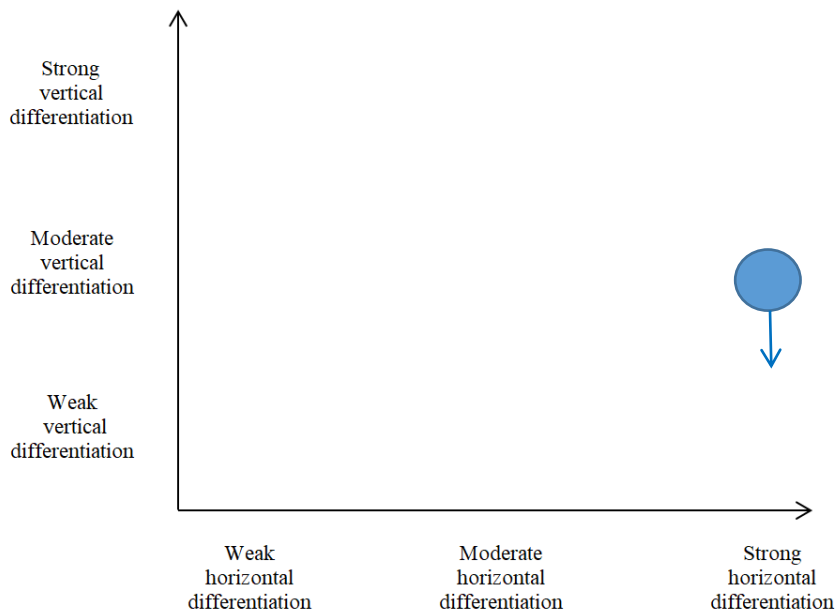 Strong
vertical
differentiation
Moderate
vertical
differentiation
Weak
vertical
differentiation
Weak
horizontal
differentiation
Moderate
horizontal
differentiation
Strong
horizontal
differentiation